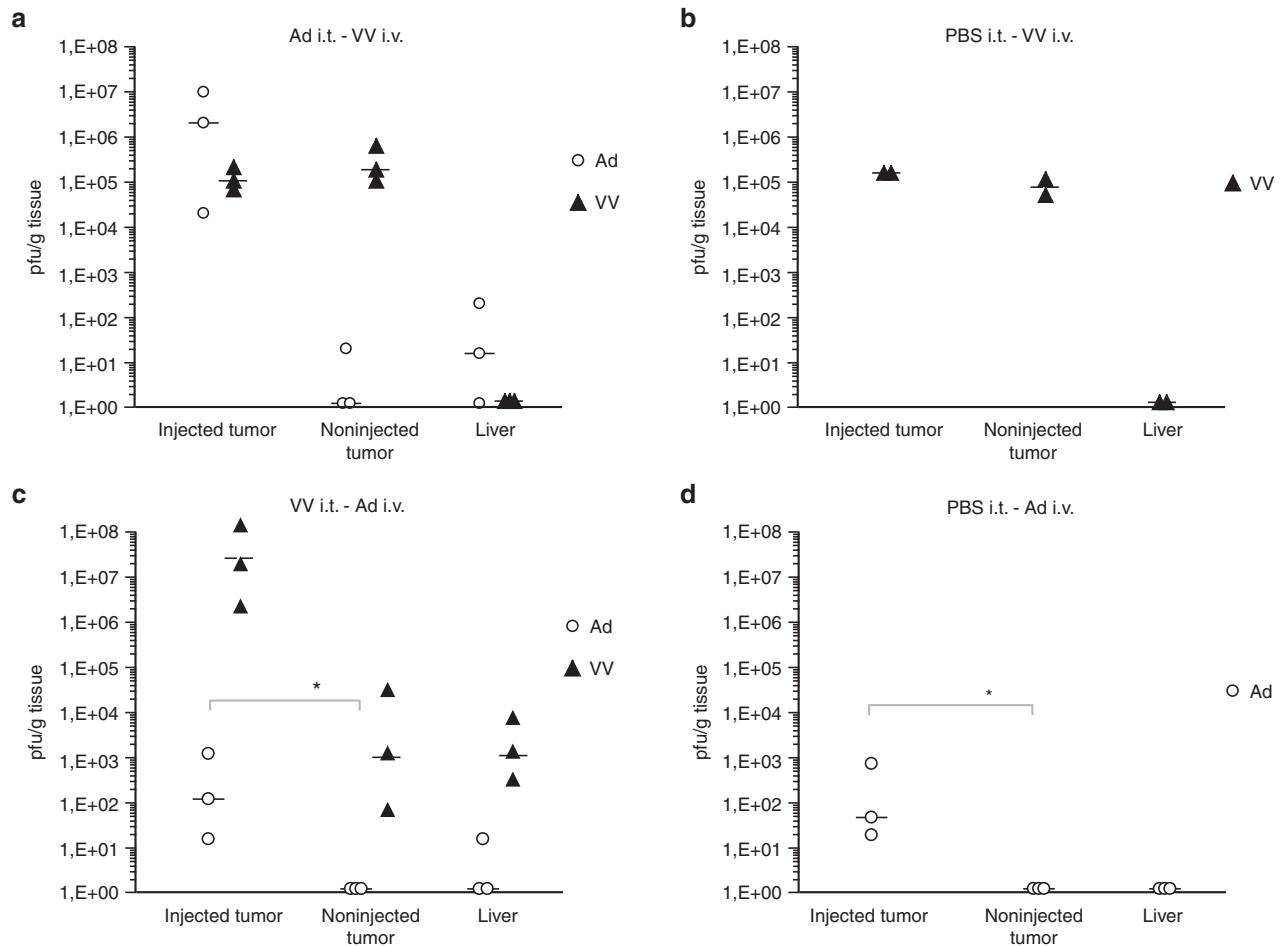 a
Ad i.t. - VV i.v.
1,E+08
1,E+07
1,E+06
1,E+05
1,E+04
1,E+03
1,E+02
1,E+01
1,E+00
pfu/g tissue
Injected tumor
Noninjected
tumor
Liver
Ad
VV
b
PBS i.t. - VV i.v.
1,E+08
1,E+07
1,E+06
1,E+05
1,E+04
1,E+03
1,E+02
1,E+01
1,E+00
pfu/g tissue
Injected tumor
Noninjected
tumor
Liver
VV
c
VV i.t. - Ad i.v.
1,E+08
1,E+07
1,E+06
1,E+05
1,E+04
1,E+03
1,E+02
1,E+01
1,E+00
pfu/g tissue
*
Injected tumor
Noninjected
tumor
Liver
Ad
VV
d
PBS i.t. - Ad i.v.
1,E+08
1,E+07
1,E+06
1,E+05
1,E+04
1,E+03
1,E+02
1,E+01
1,E+00
pfu/g tissue
*
Injected tumor
Noninjected
tumor
Liver
Ad